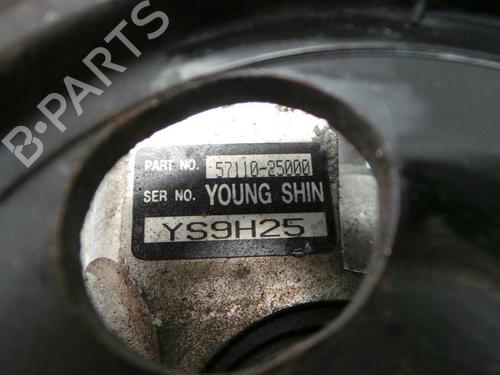 B-PARTS
PART NO. 57110-25000
SER NO. YOUNG SHIN
YS9H25